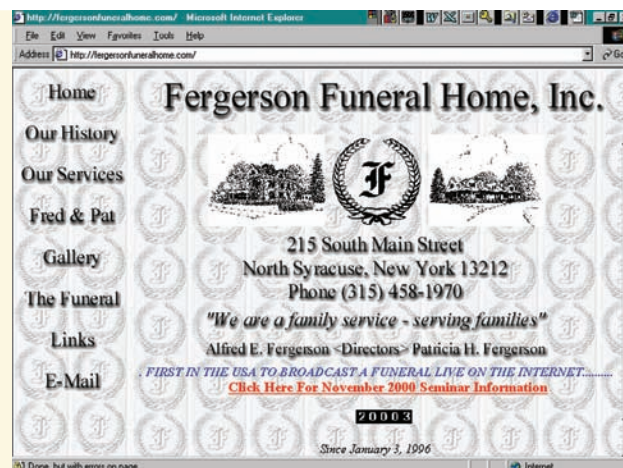 http://fergersonfuneralhome.com/ Microsoft Internet Explorer
File Edit View Favorites Tools Help
Address http://fergersonfuneralhome.com/ Go
Home
Our History
Our Services
Fred & Pat
Gallery
The Funeral
Links
E-Mail
Fergerson Funeral Home, Inc.
F
215 South Main Street
North Syracuse, New York 13212
Phone (315) 458-1970
"We are a family service - serving families"
Alfred E. Fergerson <Directors> Patricia H. Fergerson
. FIRST IN THE USA TO BROADCAST A FUNERAL LIVE ON THE INTERNET.........
Click Here For November 2000 Seminar Information
20003
Since January 3, 1996
Done, but with errors on page. Internet